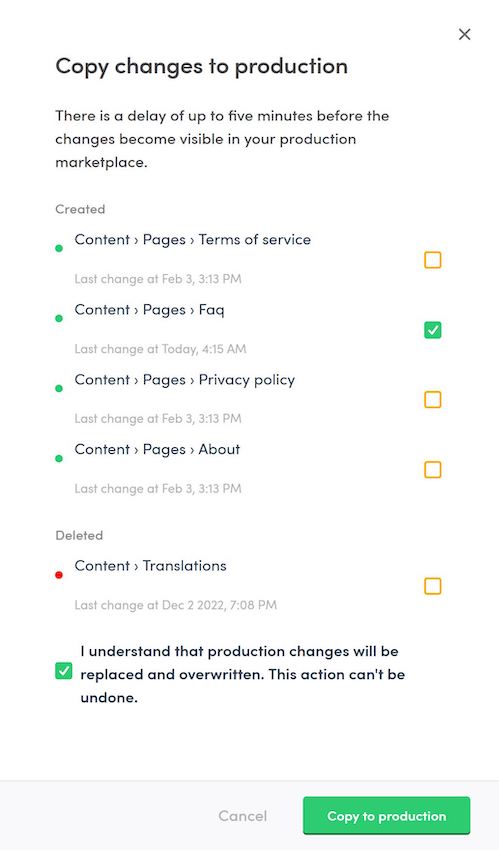 Copy changes to production
There is a delay of up to five minutes before the
changes become visible in your production
marketplace.
Created
Content › Pages › Terms of service
Last change at Feb 3, 3:13 PM
Content › Pages › Faq
Last change at Today, 4:15 AM
Content › Pages › Privacy policy
Last change at Feb 3, 3:13 PM
Content › Pages › About
Last change at Feb 3, 3:13 PM
Deleted
Content › Translations
Last change at Dec 2 2022, 7:08 PM
I understand that production changes will be
replaced and overwritten. This action can't be
undone.
Cancel
Copy to production